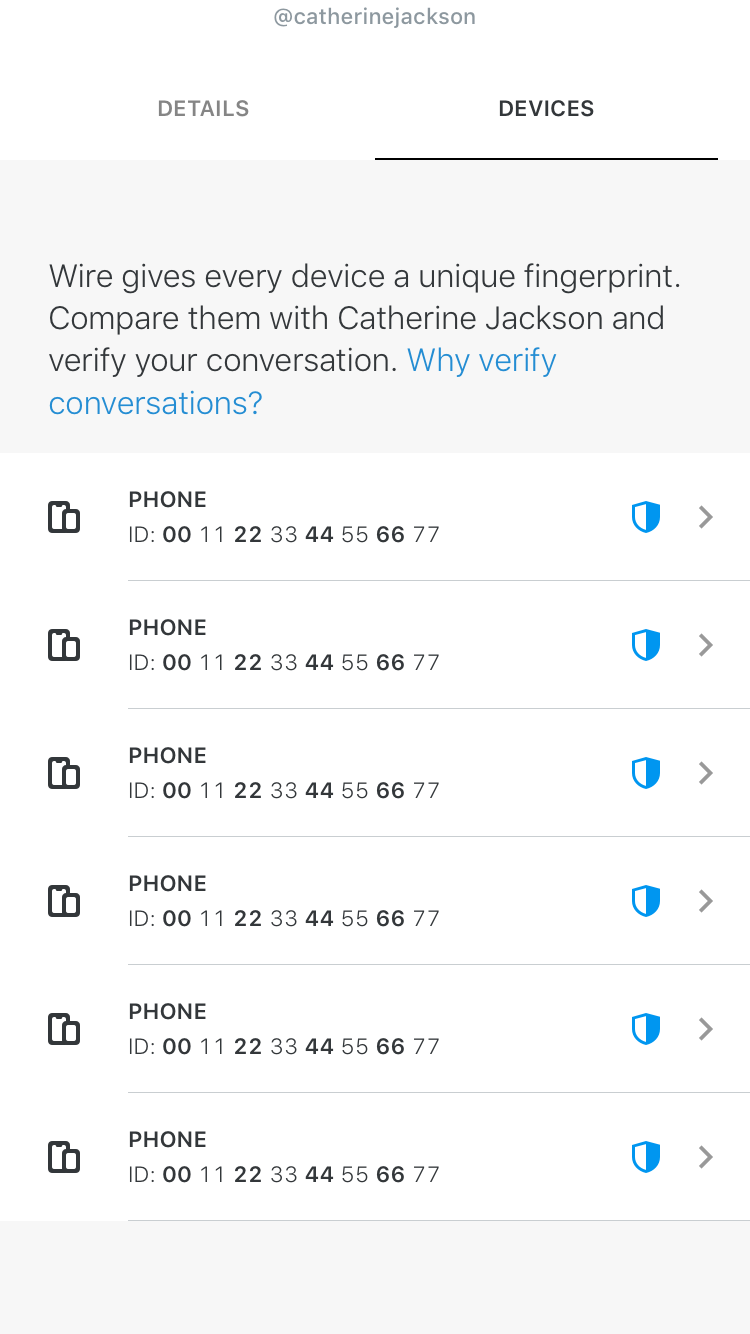 @catherinejackson
DETAILS
DEVICES
Wire gives every device a unique fingerprint.
Compare them with Catherine Jackson and
verify your conversation. Why verify
conversations?
PHONE
ID: 00 11 22 33 44 55 66 77
PHONE
ID: 00 11 22 33 44 55 66 77
PHONE
ID: 00 11 22 33 44 55 66 77
PHONE
ID: 00 11 22 33 44 55 66 77
PHONE
ID: 00 11 22 33 44 55 66 77
PHONE
ID: 00 11 22 33 44 55 66 77